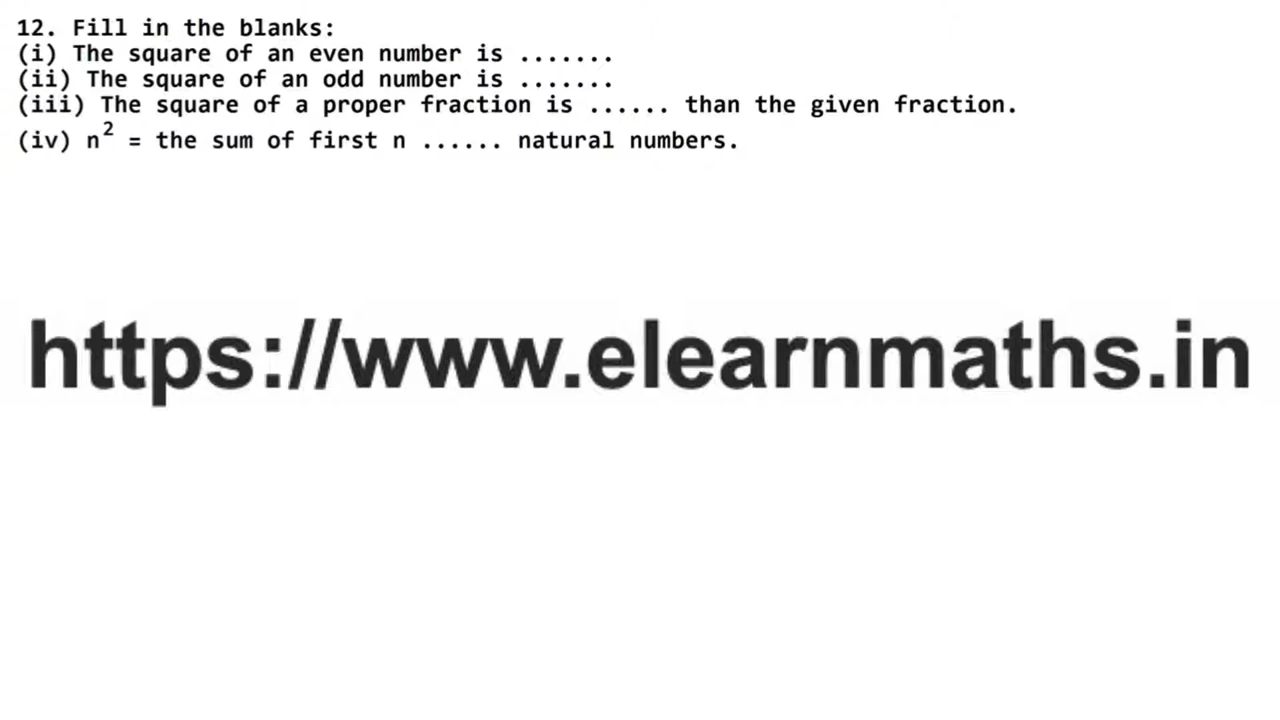 12. Fill in the blanks:
(i) The square of an even number is .......
(ii) The square of an odd number is .......
(iii) The square of a proper fraction is ...... than the given fraction.
(iv) n² = the sum of first n ...... natural numbers.
https://www.elearnmaths.in